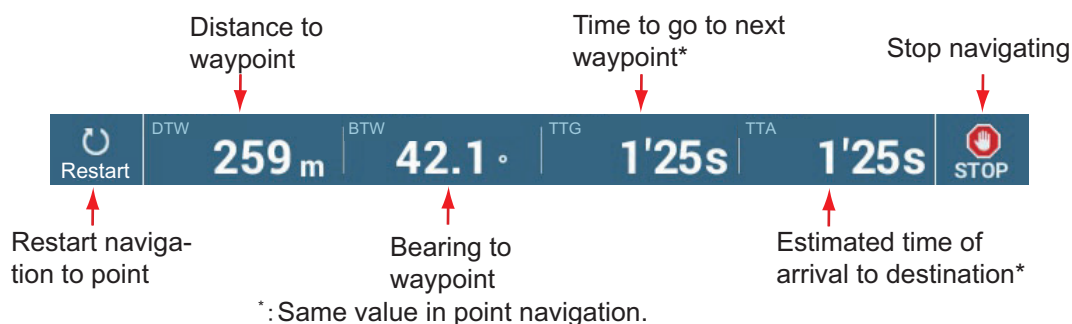 Distance to
waypoint
Time to go to next
waypoint*
Stop navigating
Restart
DTW
259 m
BTW
42.1 °
TTG
1'25s
TTA
1'25s
STOP
Restart naviga-
tion to point
Bearing to
waypoint
Estimated time of
arrival to destination*
*: Same value in point navigation.